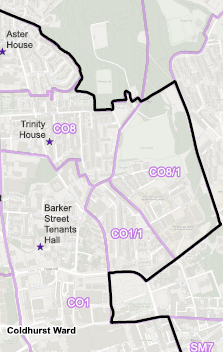 Aster
House
Trinity
House
CO8
CO8/1
Barker
Street
Tenants
Hall
CO1/1
CO1
Coldhurst Ward
SM7